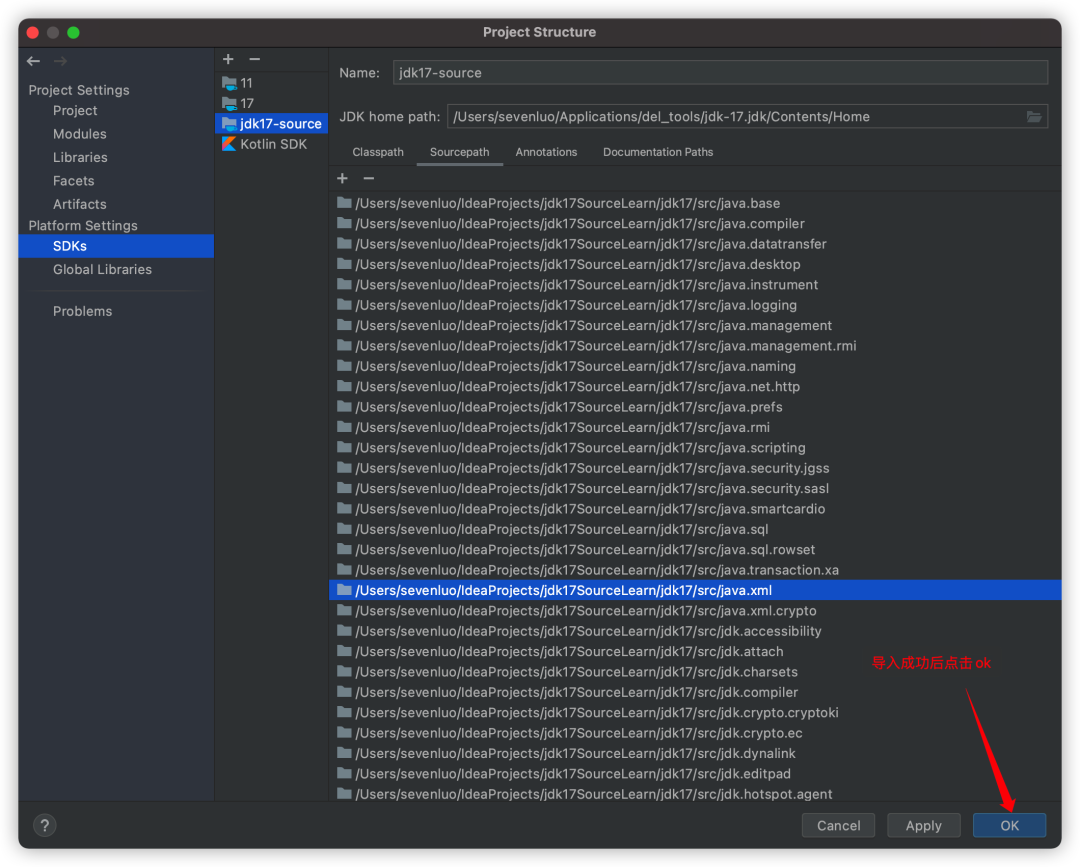 Project Structure
Project Settings
Project
Modules
Libraries
Facets
Artifacts
Platform Settings
SDKs
Global Libraries
Problems
11
17
jdk17-source
Kotlin SDK
Name: jdk17-source
JDK home path: /Users/sevenluo/Applications/del_tools/jdk-17.jdk/Contents/Home
Classpath Sourcepath Annotations Documentation Paths
/Users/sevenluo/IdeaProjects/jdk17SourceLearn/jdk17/src/java.base
/Users/sevenluo/IdeaProjects/jdk17SourceLearn/jdk17/src/java.compiler
/Users/sevenluo/IdeaProjects/jdk17SourceLearn/jdk17/src/java.datatransfer
/Users/sevenluo/IdeaProjects/jdk17SourceLearn/jdk17/src/java.desktop
/Users/sevenluo/IdeaProjects/jdk17SourceLearn/jdk17/src/java.instrument
/Users/sevenluo/IdeaProjects/jdk17SourceLearn/jdk17/src/java.logging
/Users/sevenluo/IdeaProjects/jdk17SourceLearn/jdk17/src/java.management
/Users/sevenluo/IdeaProjects/jdk17SourceLearn/jdk17/src/java.management.rmi
/Users/sevenluo/IdeaProjects/jdk17SourceLearn/jdk17/src/java.naming
/Users/sevenluo/IdeaProjects/jdk17SourceLearn/jdk17/src/java.net.http
/Users/sevenluo/IdeaProjects/jdk17SourceLearn/jdk17/src/java.prefs
/Users/sevenluo/IdeaProjects/jdk17SourceLearn/jdk17/src/java.rmi
/Users/sevenluo/IdeaProjects/jdk17SourceLearn/jdk17/src/java.scripting
/Users/sevenluo/IdeaProjects/jdk17SourceLearn/jdk17/src/java.security.jgss
/Users/sevenluo/IdeaProjects/jdk17SourceLearn/jdk17/src/java.security.sasl
/Users/sevenluo/IdeaProjects/jdk17SourceLearn/jdk17/src/java.smartcardio
/Users/sevenluo/IdeaProjects/jdk17SourceLearn/jdk17/src/java.sql
/Users/sevenluo/IdeaProjects/jdk17SourceLearn/jdk17/src/java.sql.rowset
/Users/sevenluo/IdeaProjects/jdk17SourceLearn/jdk17/src/java.transaction.xa
/Users/sevenluo/IdeaProjects/jdk17SourceLearn/jdk17/src/java.xml
/Users/sevenluo/IdeaProjects/jdk17SourceLearn/jdk17/src/java.xml.crypto
/Users/sevenluo/IdeaProjects/jdk17SourceLearn/jdk17/src/jdk.accessibility
/Users/sevenluo/IdeaProjects/jdk17SourceLearn/jdk17/src/jdk.attach
/Users/sevenluo/IdeaProjects/jdk17SourceLearn/jdk17/src/jdk.charsets
/Users/sevenluo/IdeaProjects/jdk17SourceLearn/jdk17/src/jdk.compiler
/Users/sevenluo/IdeaProjects/jdk17SourceLearn/jdk17/src/jdk.crypto.cryptoki
/Users/sevenluo/IdeaProjects/jdk17SourceLearn/jdk17/src/jdk.crypto.ec
/Users/sevenluo/IdeaProjects/jdk17SourceLearn/jdk17/src/jdk.dynalink
/Users/sevenluo/IdeaProjects/jdk17SourceLearn/jdk17/src/jdk.editpad
/Users/sevenluo/IdeaProjects/jdk17SourceLearn/jdk17/src/jdk.hotspot.agent
导入成功后点击ok
? Cancel Apply OK